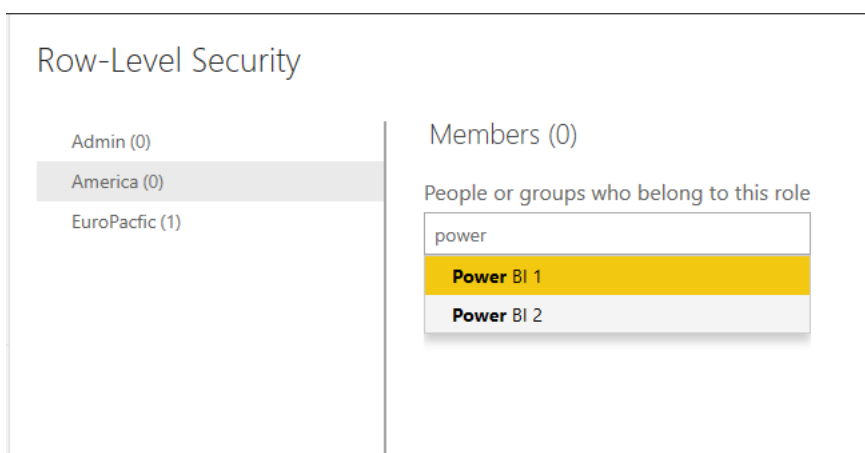 Row-Level Security
Admin (0)
America (0)
EuroPacfic (1)
Members (0)
People or groups who belong to this role
power
Power BI 1
Power BI 2